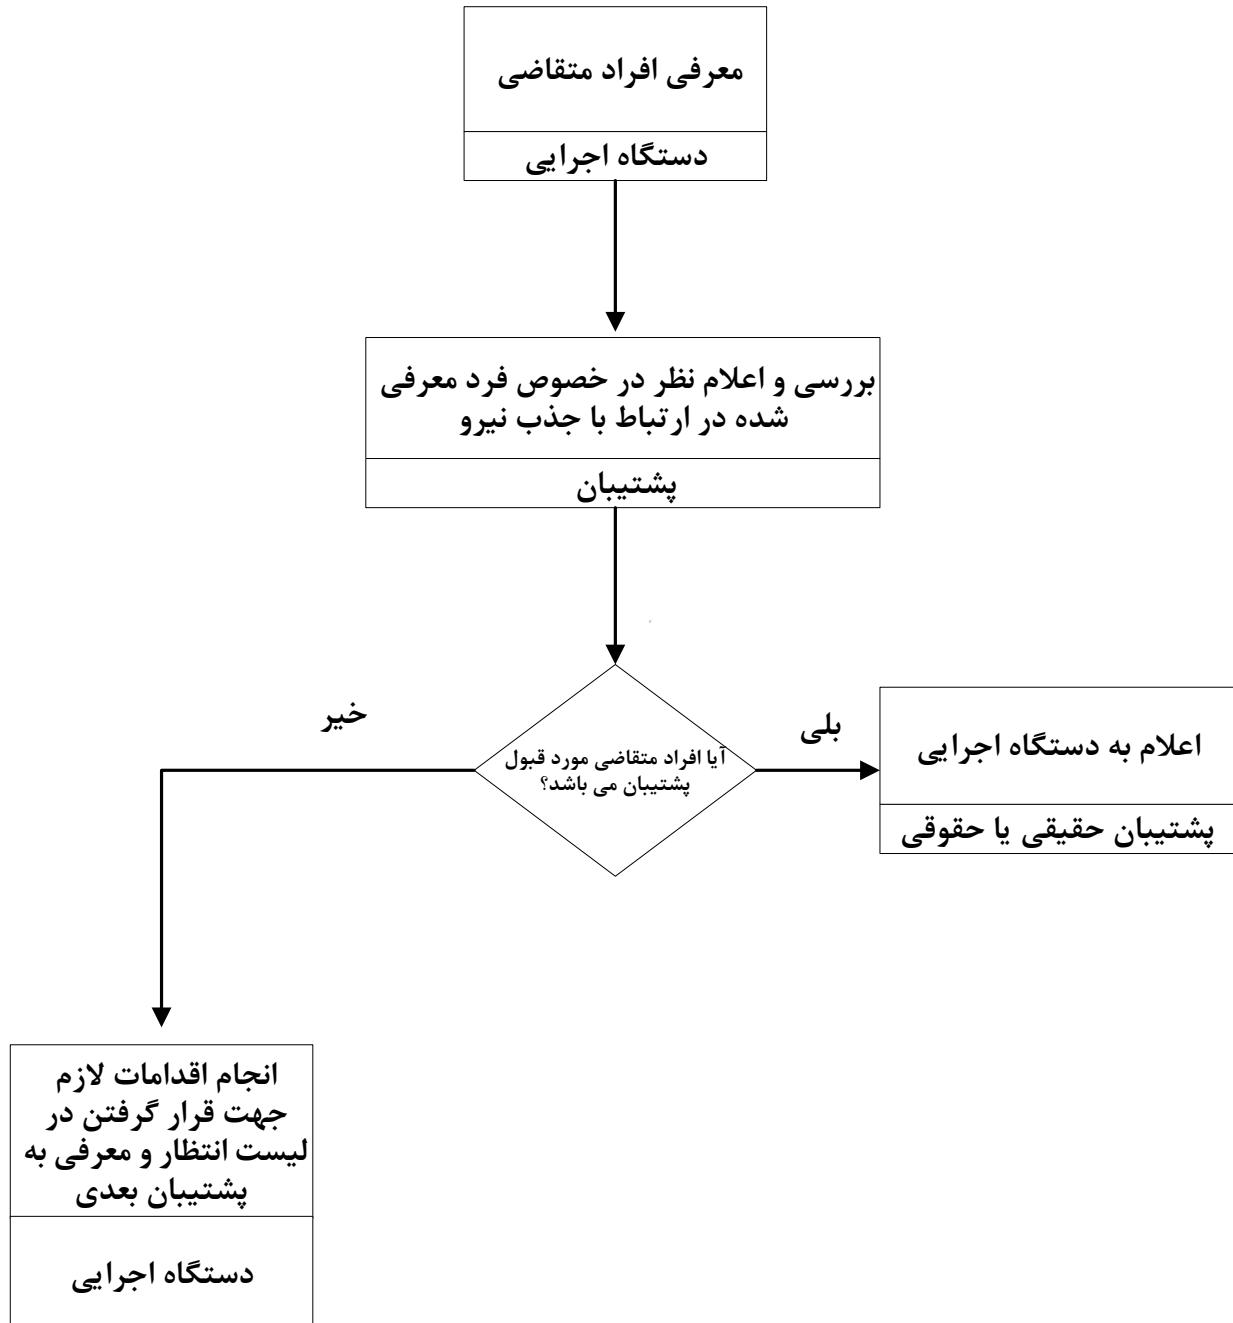 معرفی افراد متقاضی
دستگاه اجرایی
بررسی و اعلام نظر در خصوص فرد معرفی
شده در ارتباط با جذب نیرو
پشتیبان
خیر
بلی
آیا افراد متقاضی مورد قبول
پشتیبان می باشد؟
اعلام به دستگاه اجرایی
پشتیبان حقیقی یا حقوقی
انجام اقدامات لازم
جهت قرار گرفتن در
لیست انتظار و معرفی به
پشتیبان بعدی
دستگاه اجرایی